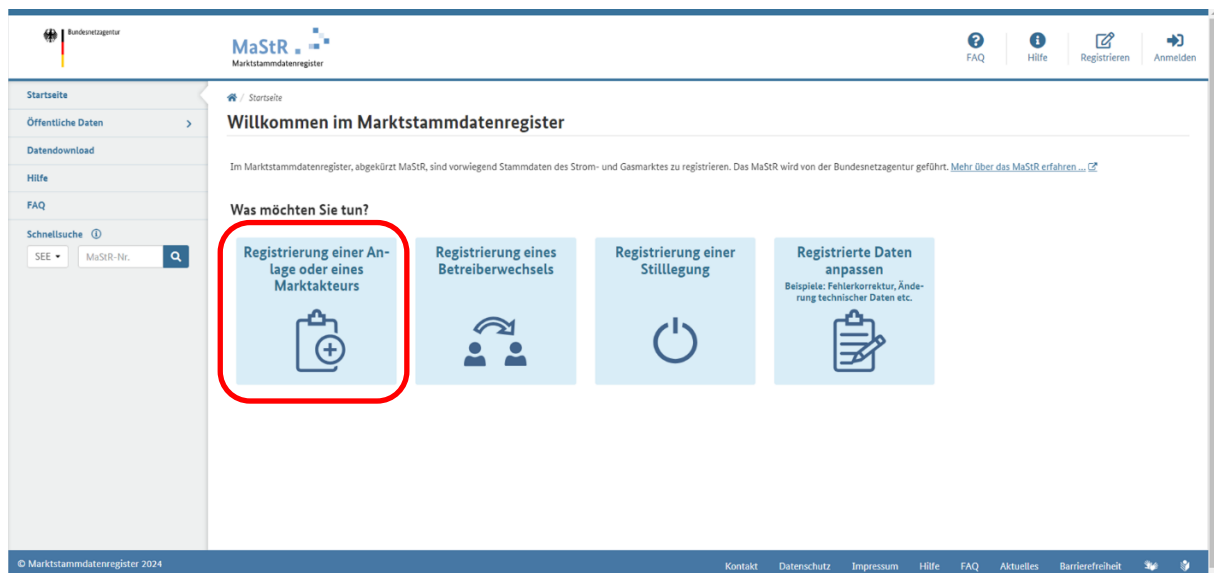 Bundesnetzagentur
MaStR
Marktstammdatenregister
FAQ
Hilfe
Registrieren
Anmelden
Startseite
Öffentliche Daten
Datendownload
Hilfe
FAQ
Schnellsuche
SEE
MaStR-Nr.
/ Startseite
Willkommen im Marktstammdatenregister
Im Marktstammdatenregister, abgekürzt MaStR, sind vorwiegend Stammdaten des Strom- und Gasmarktes zu registrieren. Das MaStR wird von der Bundesnetzagentur geführt. Mehr über das MaStR erfahren ...
Was möchten Sie tun?
Registrierung einer An-
lage oder eines
Marktakteurs
Registrierung eines
Betreiberwechsels
Registrierung einer
Stilllegung
Registrierte Daten
anpassen
Beispiele: Fehlerkorrektur, Ände-
rung technischer Daten etc.
© Marktstammdatenregister 2024
Kontakt Datenschutz Impressum Hilfe FAQ Aktuelles Barrierefreiheit